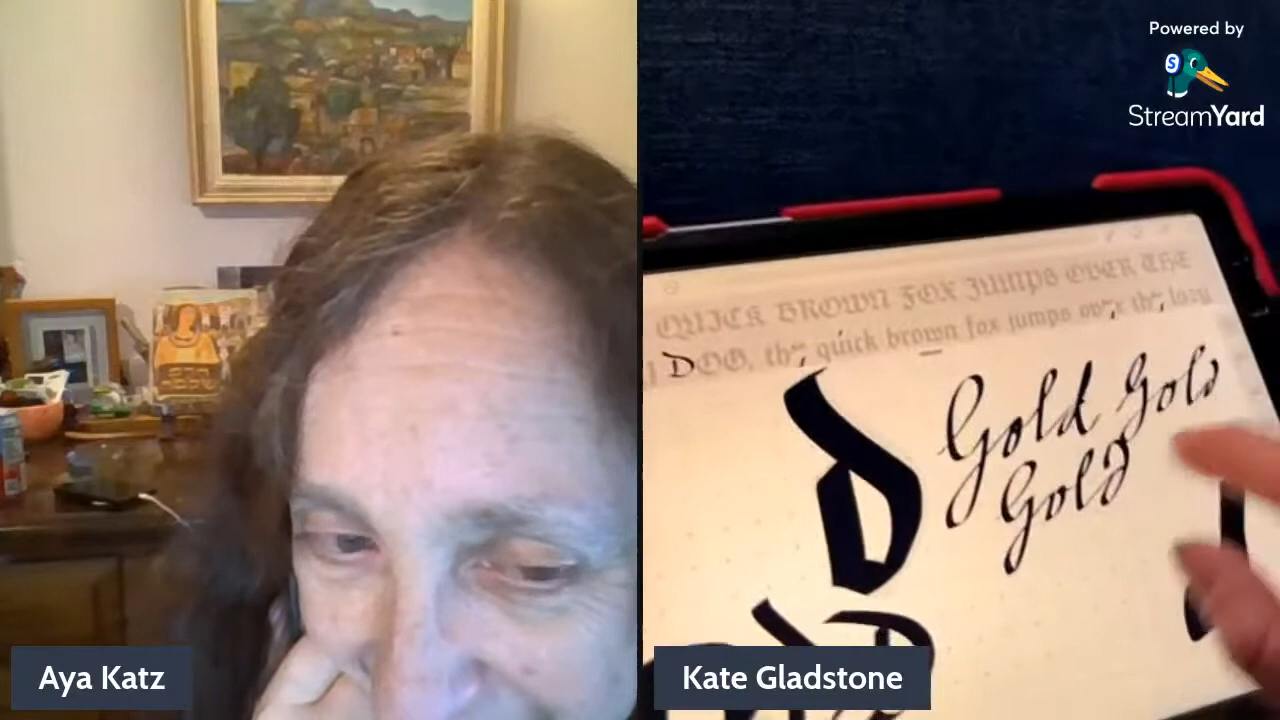 Powered by
StreamYard
QUICK BROWN FOX JUMPS OVER THE
DOG, the quick brown fox jumps over the lazy
d
Gold Gold
Gold
Aya Katz
Kate Gladstone